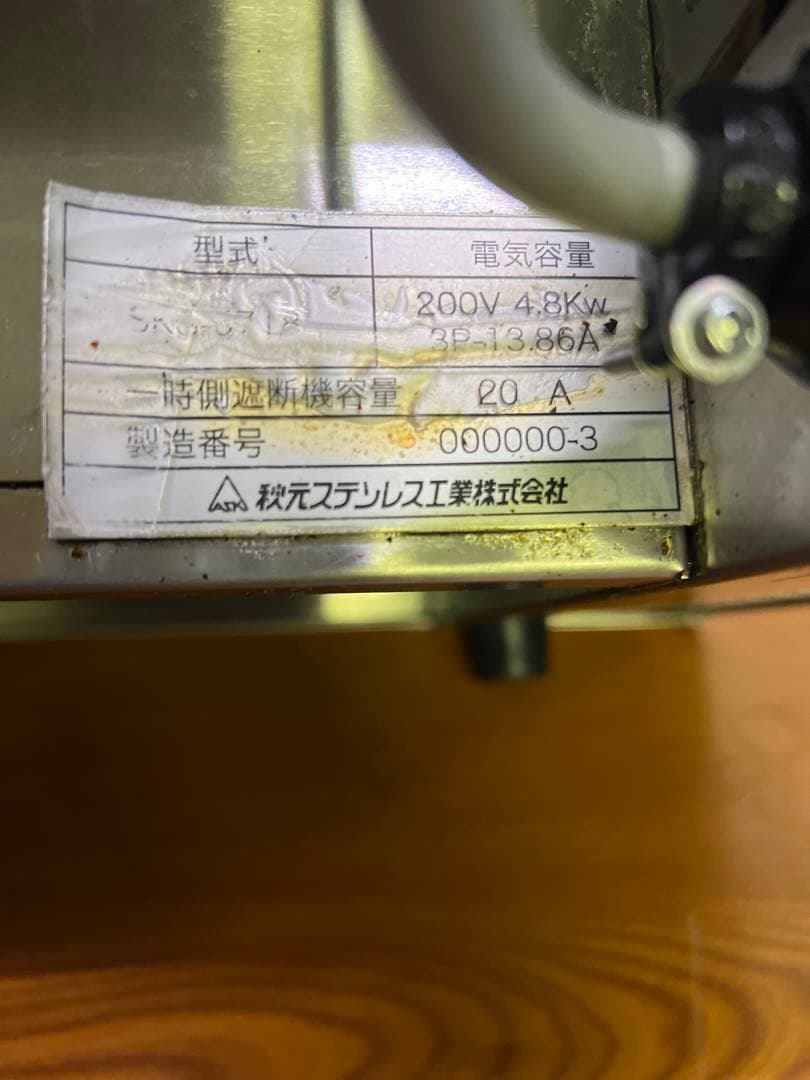 型式 電気容量
200V 4.8Kw
3P-13.86A
一時側遮断機容量 20 A
製造番号 000000-3
ASK 秋元ステンレス工業株式会社